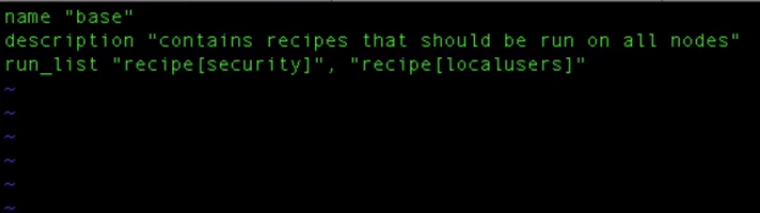 name "base"
description "contains recipes that should be run on all nodes"
run_list "recipe[security]", "recipe[localusers]"
~
~
~
~
~
~